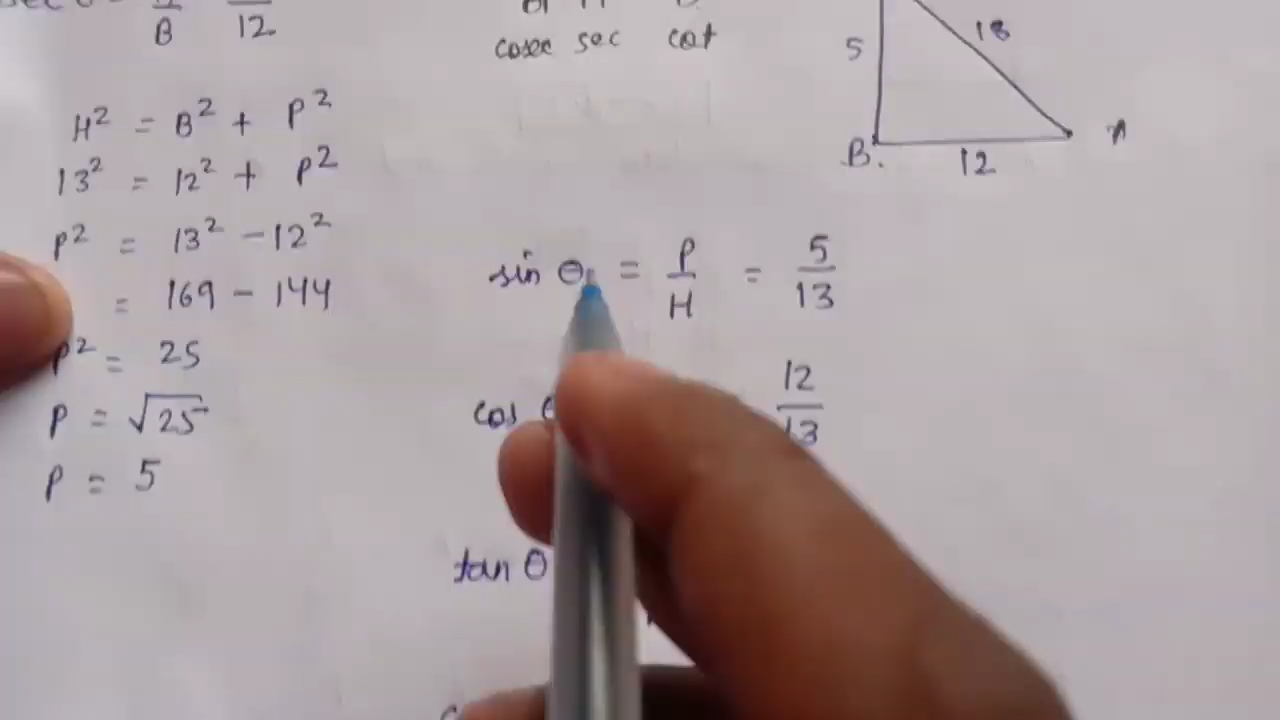 B 12
cosec sec cot
H² = B² + P²
13² = 12² + P²
P² = 13² - 12²
= 169 - 144
P² = 25
P = √25
P = 5
5
18
B.
12
A
sin θ = P/H = 5/13
cos θ 12/13
tan θ